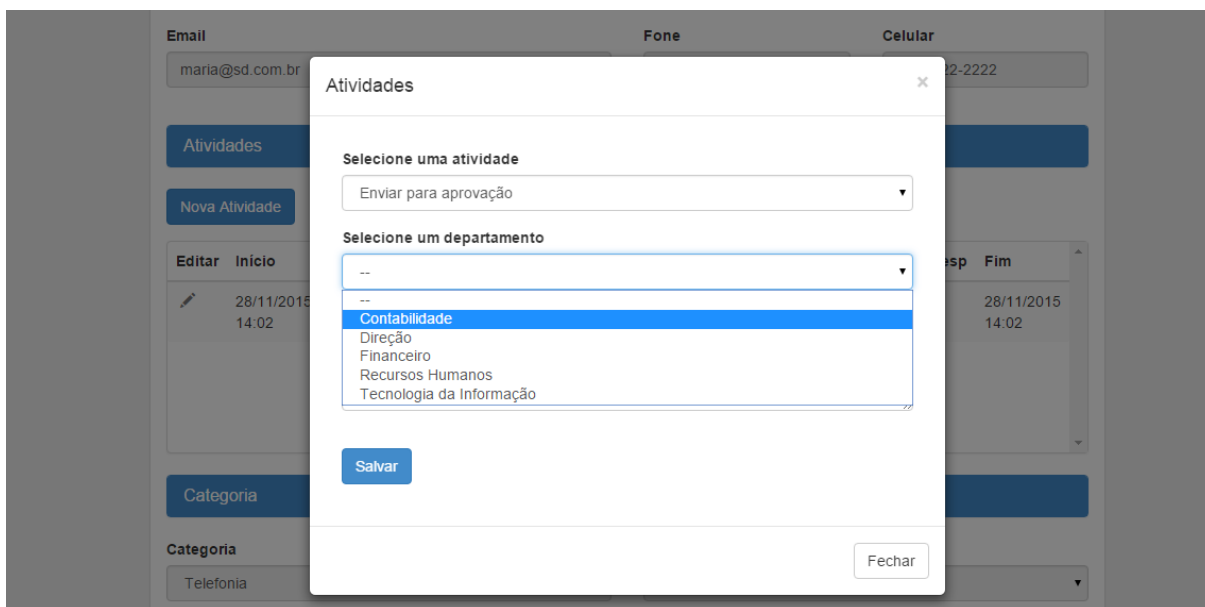 Email
Fone
Celular
maria@sd.com.br
22-2222
Atividades
×
Atividades
Selecione uma atividade
Enviar para aprovação
Nova Atividade
Selecione um departamento
--
Editar Início
esp Fim
--
Contabilidade
Direção
Financeiro
Recursos Humanos
Tecnologia da Informação
28/11/2015
14:02
28/11/2015
14:02
Salvar
Categoria
Categoria
Fechar
Telefonia